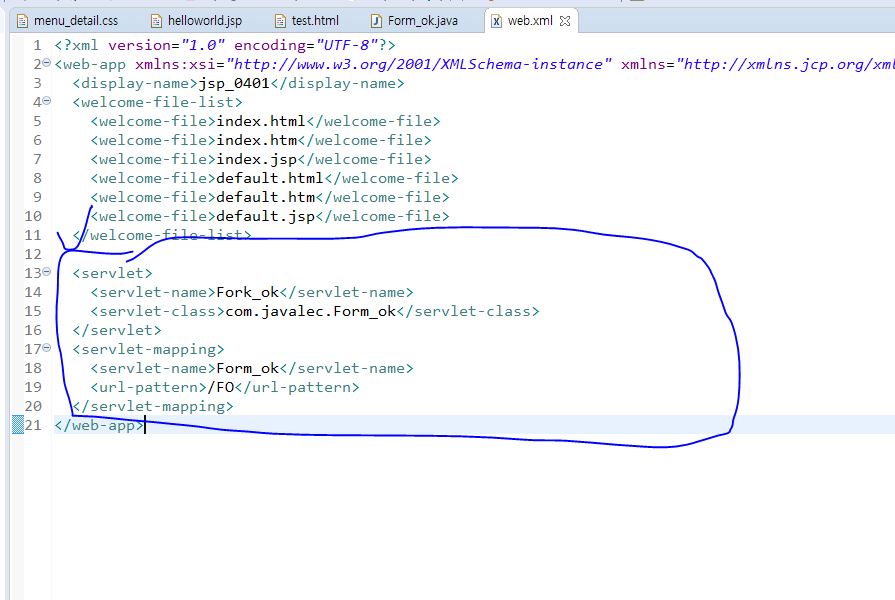 menu_detail.css helloworld.jsp test.html Form_ok.java web.xml
1 <?xml version="1.0" encoding="UTF-8"?>
2 <web-app xmlns:xsi="http://www.w3.org/2001/XMLSchema-instance" xmlns="http://xmlns.jcp.org/xml
3 <display-name>jsp_0401</display-name>
4 <welcome-file-list>
5 <welcome-file>index.html</welcome-file>
6 <welcome-file>index.htm</welcome-file>
7 <welcome-file>index.jsp</welcome-file>
8 <welcome-file>default.html</welcome-file>
9 <welcome-file>default.htm</welcome-file>
10 <welcome-file>default.jsp</welcome-file>
11 </welcome-file-list>
12
13 <servlet>
14 <servlet-name>Fork_ok</servlet-name>
15 <servlet-class>com.javalec.Form_ok</servlet-class>
16 </servlet>
17 <servlet-mapping>
18 <servlet-name>Form_ok</servlet-name>
19 <url-pattern>/FO</url-pattern>
20 </servlet-mapping>
21 </web-app>